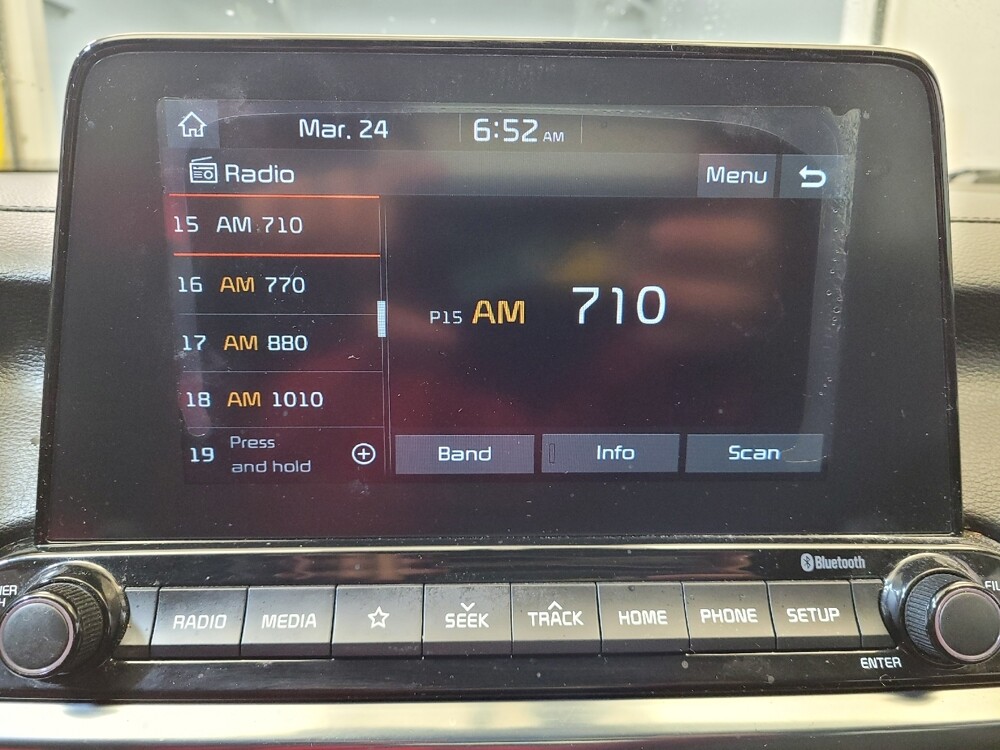 Mar. 24 6:52 AM
Radio Menu
15 AM 710
16 AM 770
17 AM 880
18 AM 1010
19 Press and hold
P15 AM 710
Band Info Scan
Bluetooth
RADIO MEDIA SEEK TRACK HOME PHONE SETUP
ENTER